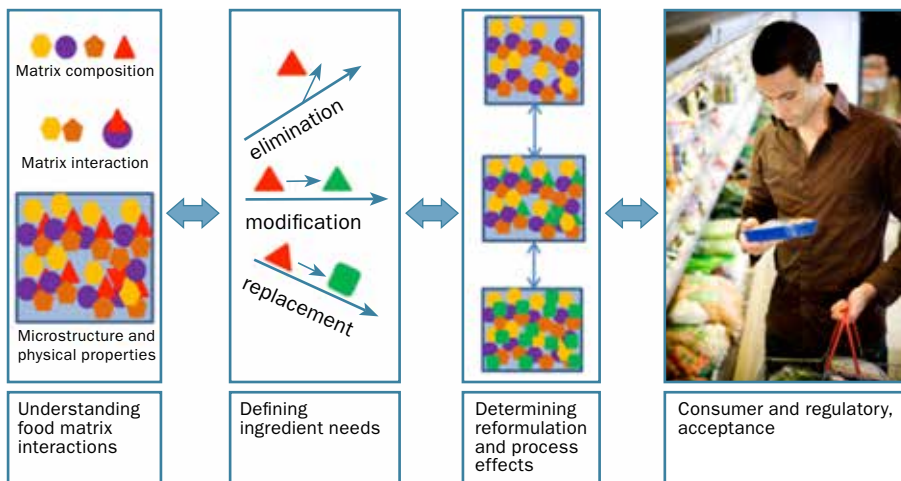 Matrix composition
Matrix interaction
Microstructure and
physical properties
elimination
modification
replacement
Understanding
food matrix
interactions
Defining
ingredient needs
Determining
reformulation
and process
effects
Consumer and regulatory,
acceptance